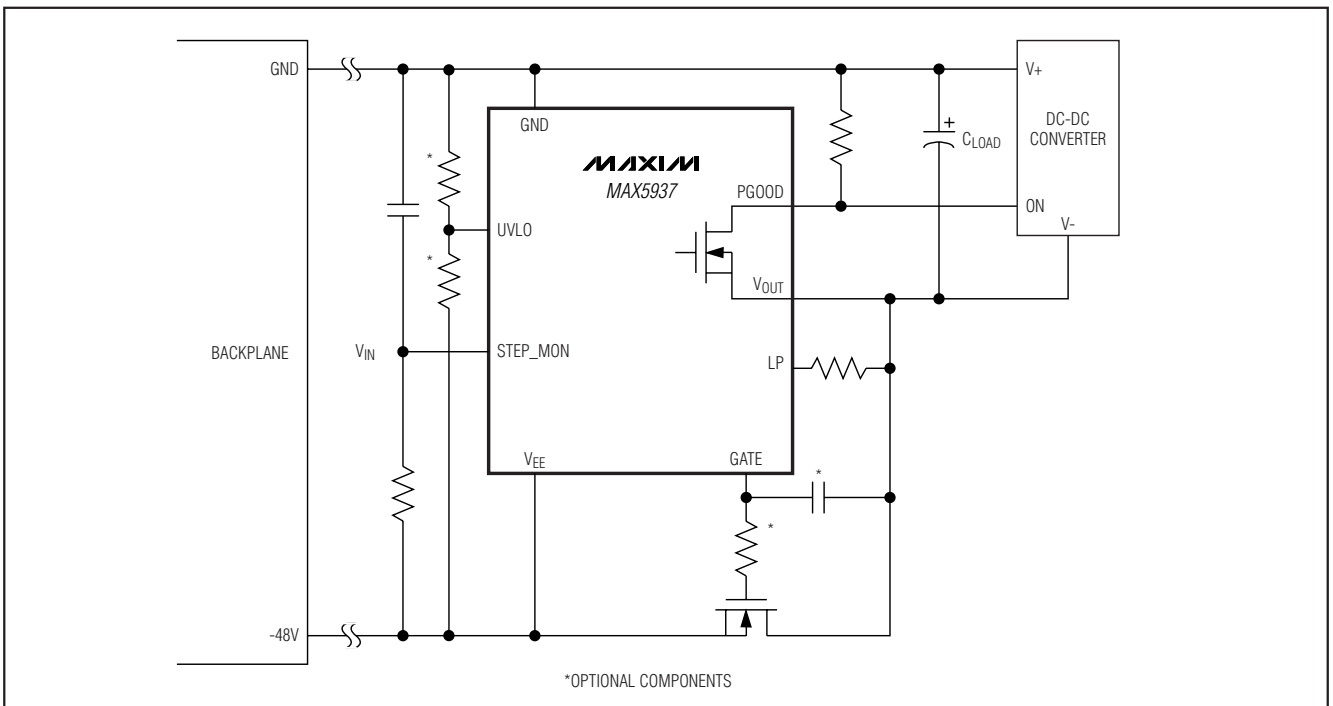 GND
V+
DC-DC
CONVERTER
GND
+
CLOAD
*
MAXIM
MAX5937
PGOOD
ON
V-
UVLO
*
VOUT
BACKPLANE
VIN
STEP_MON
LP
VEE
GATE
*
*
-48V
*OPTIONAL COMPONENTS